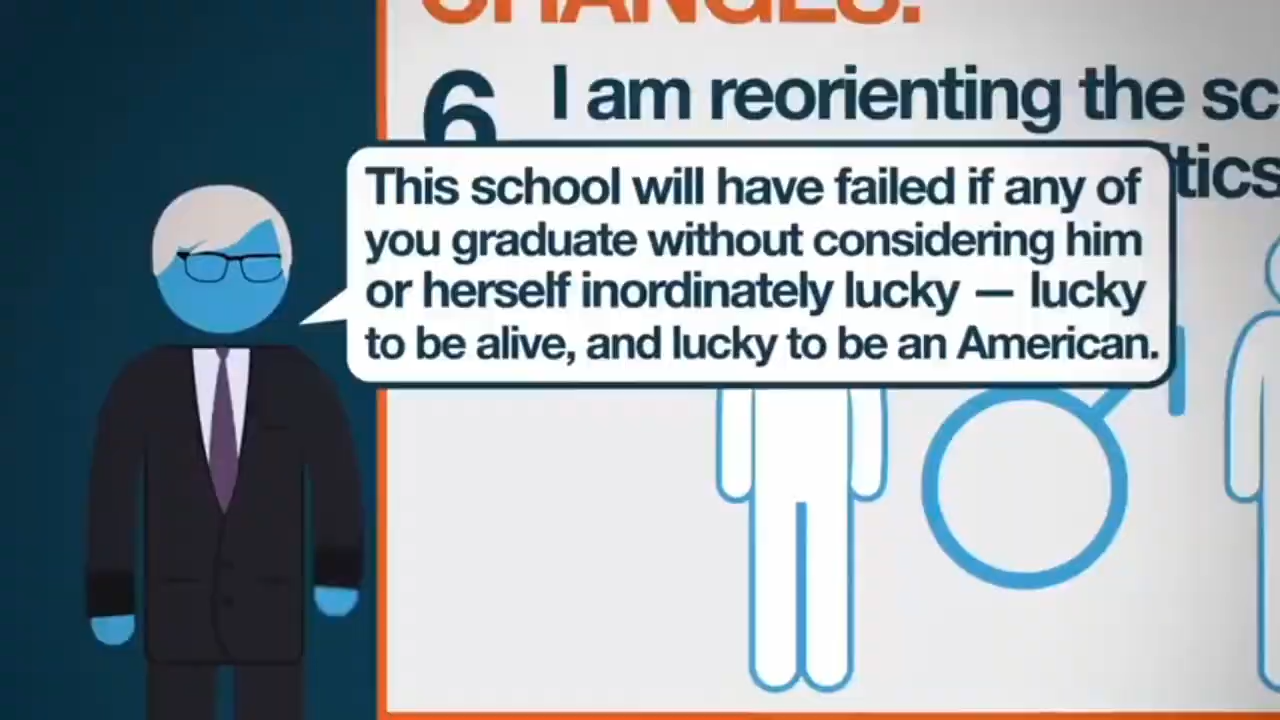 CHANGES:
6 I am reorienting the sc
ltics
This school will have failed if any of
you graduate without considering him
or herself inordinately lucky — lucky
to be alive, and lucky to be an American.